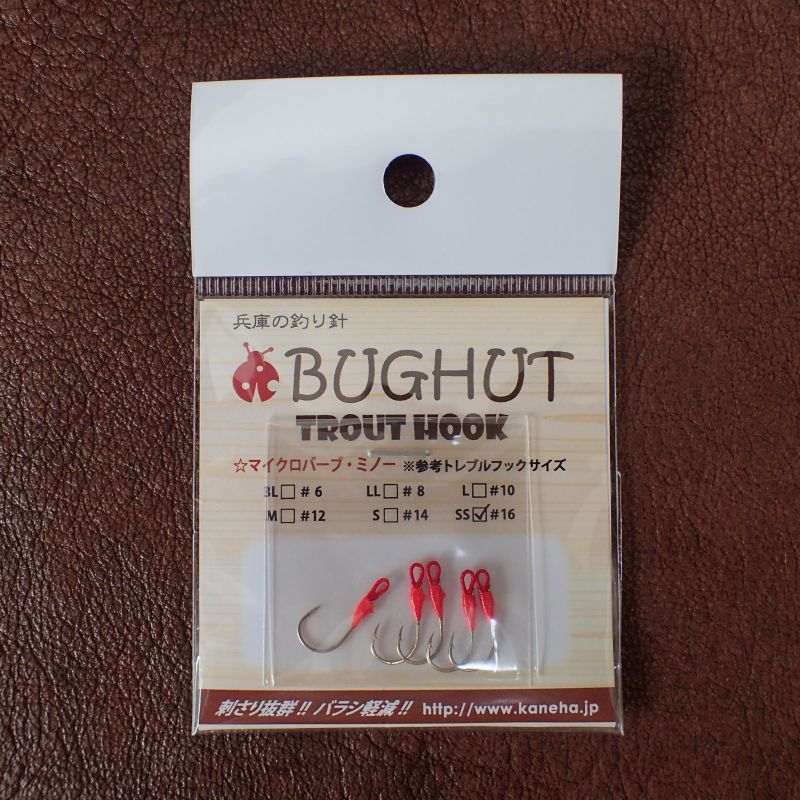 兵庫の釣り針
BUGHUT
TROUT HOOK
☆マイクロバーブ・ミノー ※参考トレブルフックサイズ
3L□#6 LL□#8 L□#10
M□#12 S□#14 SS☑#16
刺さり抜群!! バラシ軽減!! http://www.kaneha.jp